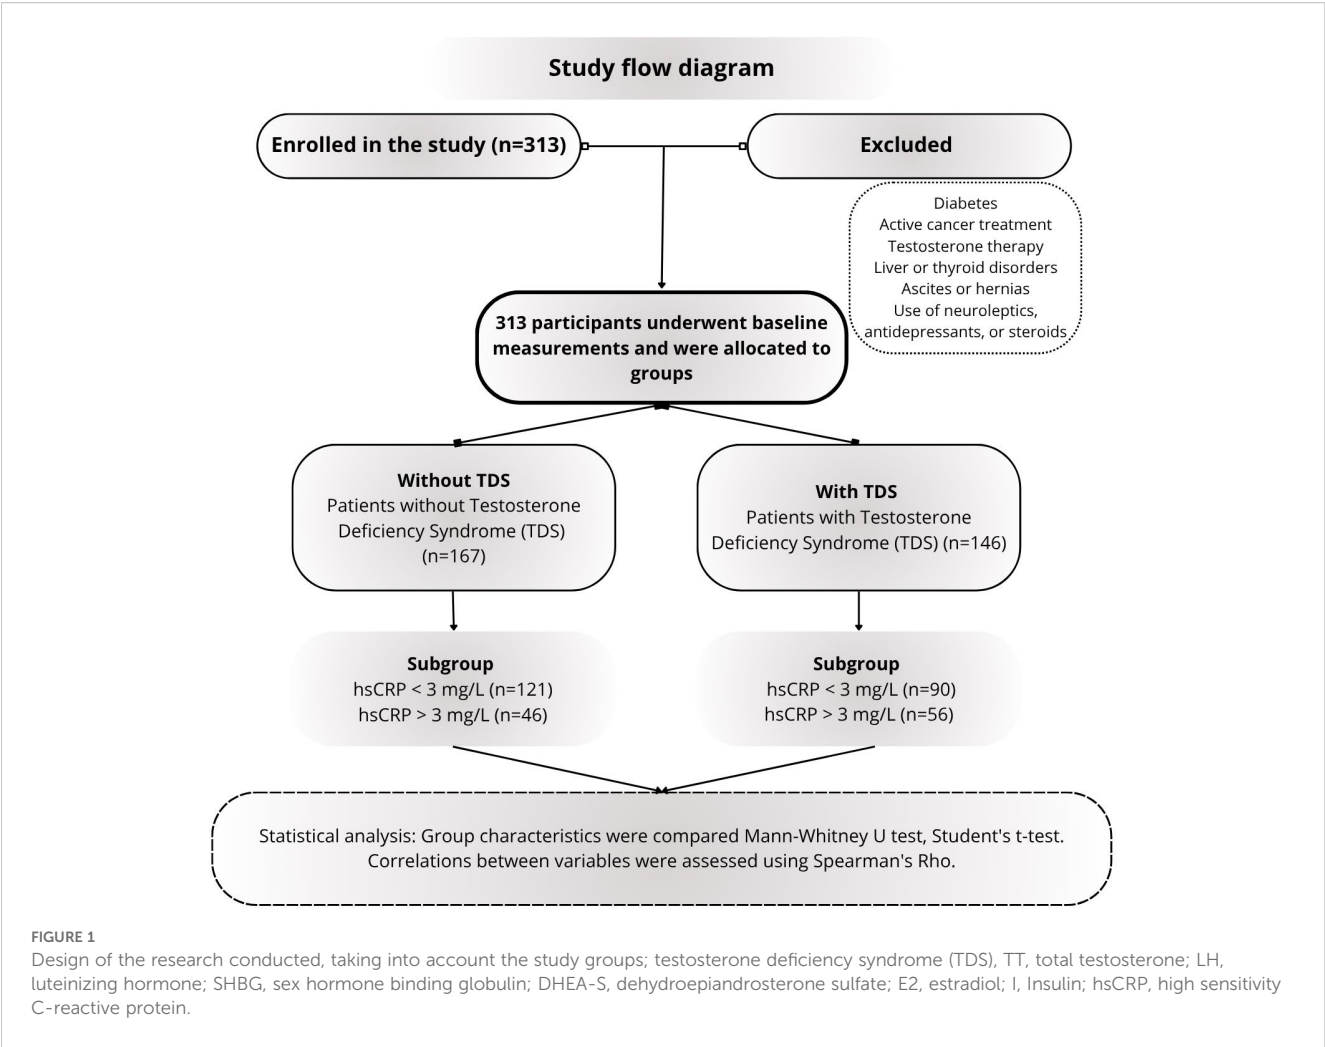 Study flow diagram
Enrolled in the study (n=313)
Excluded
Diabetes
Active cancer treatment
Testosterone therapy
Liver or thyroid disorders
Ascites or hernias
Use of neuroleptics,
antidepressants, or steroids
313 participants underwent baseline
measurements and were allocated to
groups
Without TDS
Patients without Testosterone
Deficiency Syndrome (TDS)
(n=167)
With TDS
Patients with Testosterone
Deficiency Syndrome (TDS) (n=146)
Subgroup
hsCRP < 3 mg/L (n=121)
hsCRP > 3 mg/L (n=46)
Subgroup
hsCRP < 3 mg/L (n=90)
hsCRP > 3 mg/L (n=56)
Statistical analysis: Group characteristics were compared Mann-Whitney U test, Student's t-test.
Correlations between variables were assessed using Spearman's Rho.
FIGURE 1
Design of the research conducted, taking into account the study groups; testosterone deficiency syndrome (TDS), TT, total testosterone; LH,
luteinizing hormone; SHBG, sex hormone binding globulin; DHEA-S, dehydroepiandrosterone sulfate; E2, estradiol; I, Insulin; hsCRP, high sensitivity
C-reactive protein.